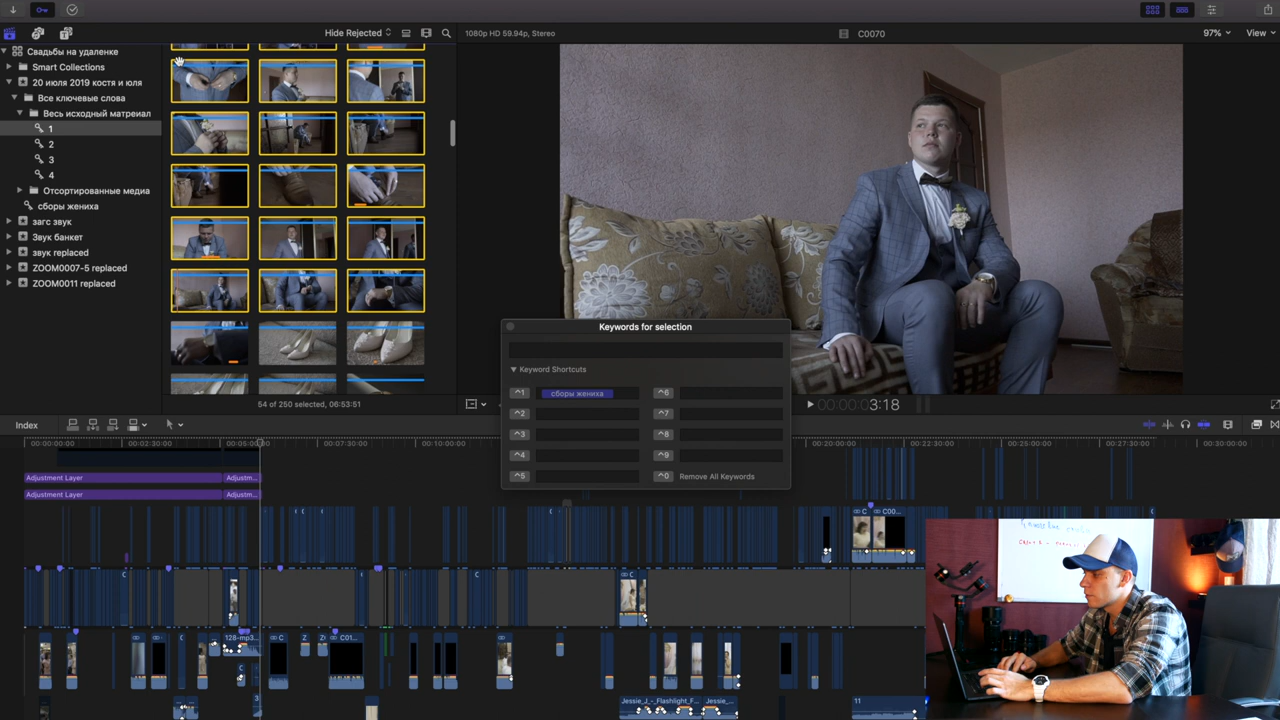 Hide Rejected
1080p HD 59.94p, Stereo
C0070
97%
View
Свадьбы на удаленке
Smart Collections
20 июля 2019 костя и юля
Все ключевые слова
Весь исходный матреиал
1
2
3
4
Отсортированные медиа
сборы жениха
загс звук
Звук банкет
звук replaced
ZOOM0007-5 replaced
ZOOM0011 replaced
54 of 250 selected, 06:53:51
Keywords for selection
Keyword Shortcuts
^1 сборы жениха ^6
^2 ^7
^3 ^8
^4 ^9
^5 ^0 Remove All Keywords
00:00:03:18
Index
00:00:00:00
00:02:30:00
00:05:00:00
00:07:30:00
00:10:00:00
00:20:00:00
00:22:30:00
00:25:00:00
00:27:30:00
00:30:00:00
Adjustment Layer
Adjustm...
Adjustment Layer
Adjustm...
C
C00...
C
C
128-mp3...
C
Z
C01...
C
3
Jessie_J_-_Flashlight_F...
Jessie_...
11